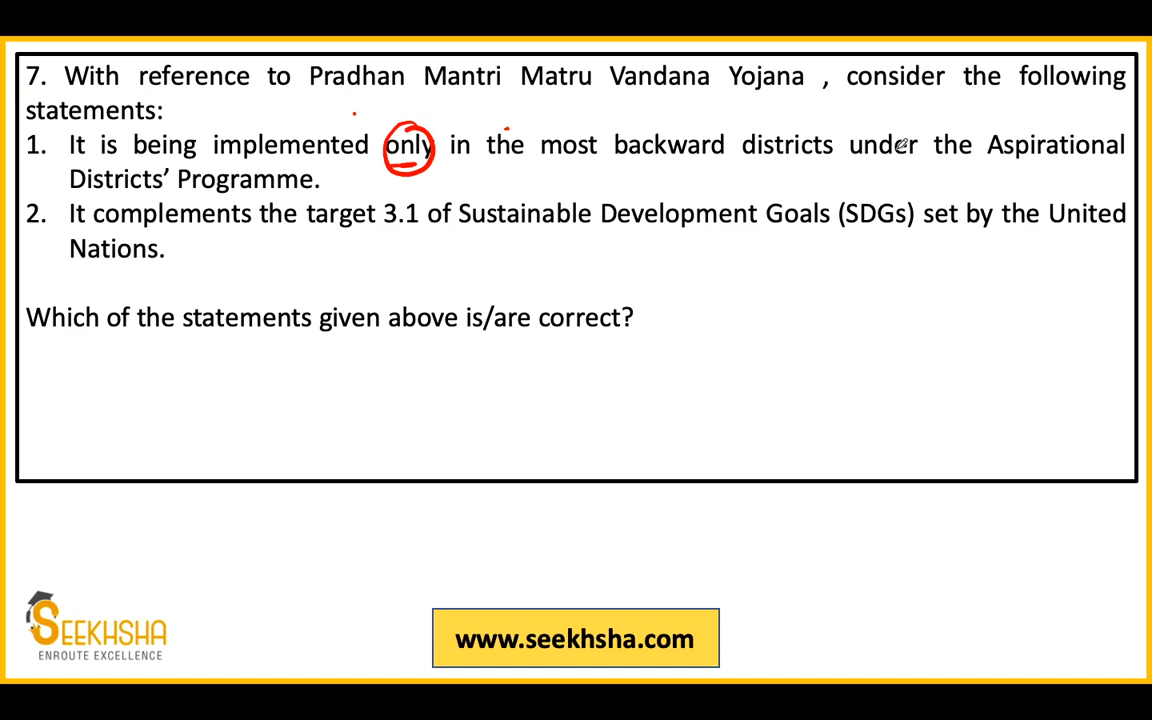 7. With reference to Pradhan Mantri Matru Vandana Yojana , consider the following
statements:
1. It is being implemented only in the most backward districts under the Aspirational
Districts’ Programme.
2. It complements the target 3.1 of Sustainable Development Goals (SDGs) set by the United
Nations.
Which of the statements given above is/are correct?
SEEKHSHA
ENROUTE EXCELLENCE
www.seekhsha.com